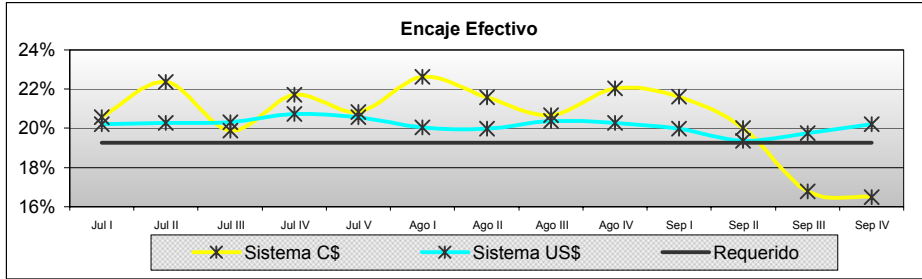 Encaje Efectivo
24%
22%
20%
18%
16%
Jul I Jul II Jul III Jul IV Jul V Ago I Ago II Ago III Ago IV Sep I Sep II Sep III Sep IV
Sistema C$ Sistema US$ Requerido